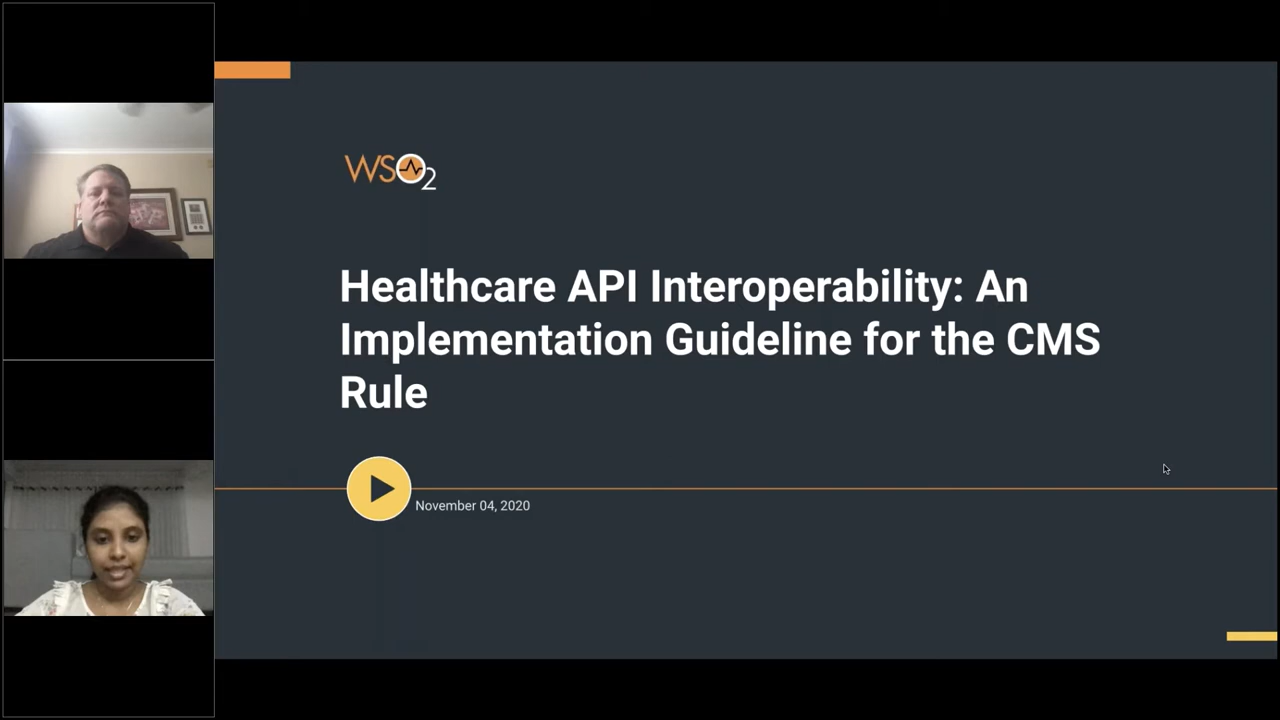 WSO2
Healthcare API Interoperability: An
Implementation Guideline for the CMS
Rule
November 04, 2020